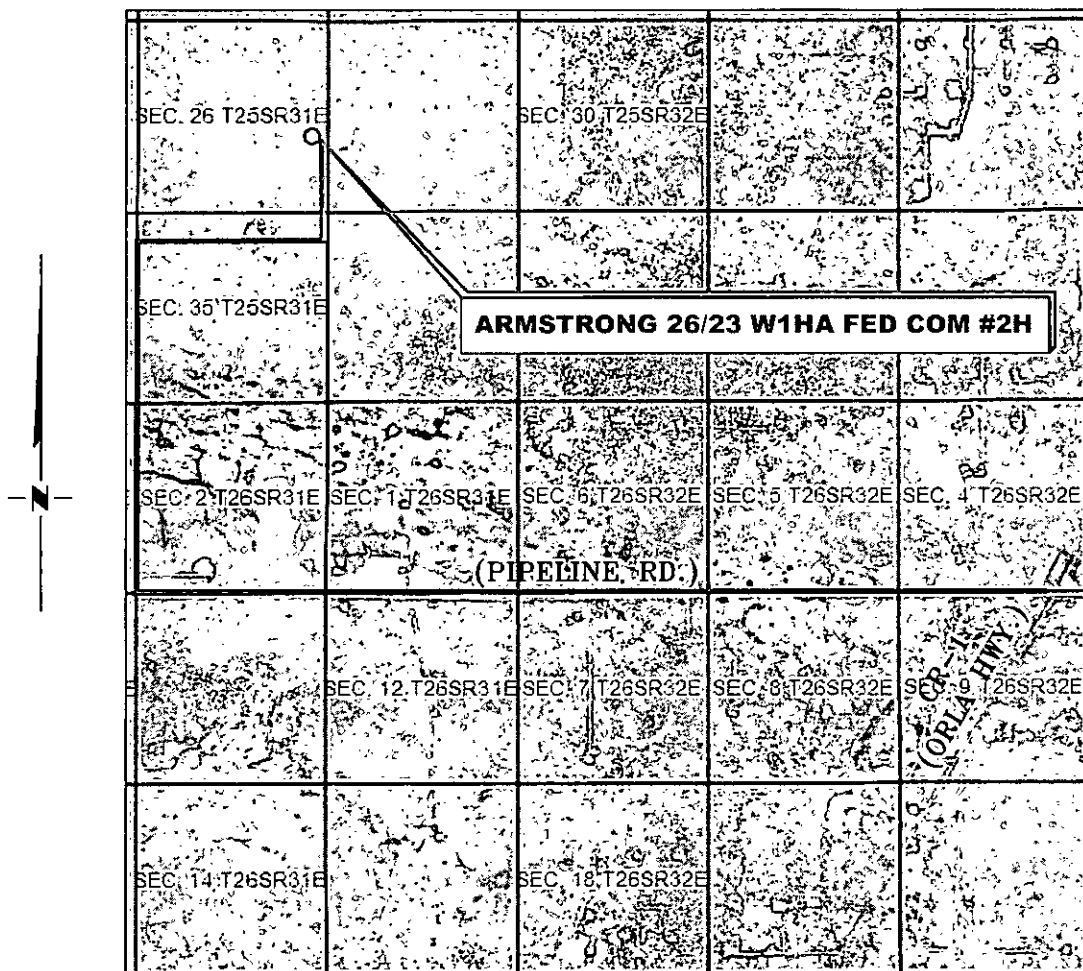 SEC. 26 T25SR31E
SEC. 30 T25SR32E
SEC. 35 T25SR31E
ARMSTRONG 26/23 W1HA FED COM #2H
N
SEC. 2 T26SR31E
SEC. 1 T26SR31E
SEC. 6 T26SR32E
SEC. 5 T26SR32E
SEC. 4 T26SR32E
(PIPELINE RD.)
SEC. 12 T26SR31E
SEC. 7 T26SR32E
SEC. 8 T26SR32E
SEC. 9 T26SR32E
CR-1
(ORLA HWY)
SEC. 14 T26SR31E
SEC. 18 T26SR32E